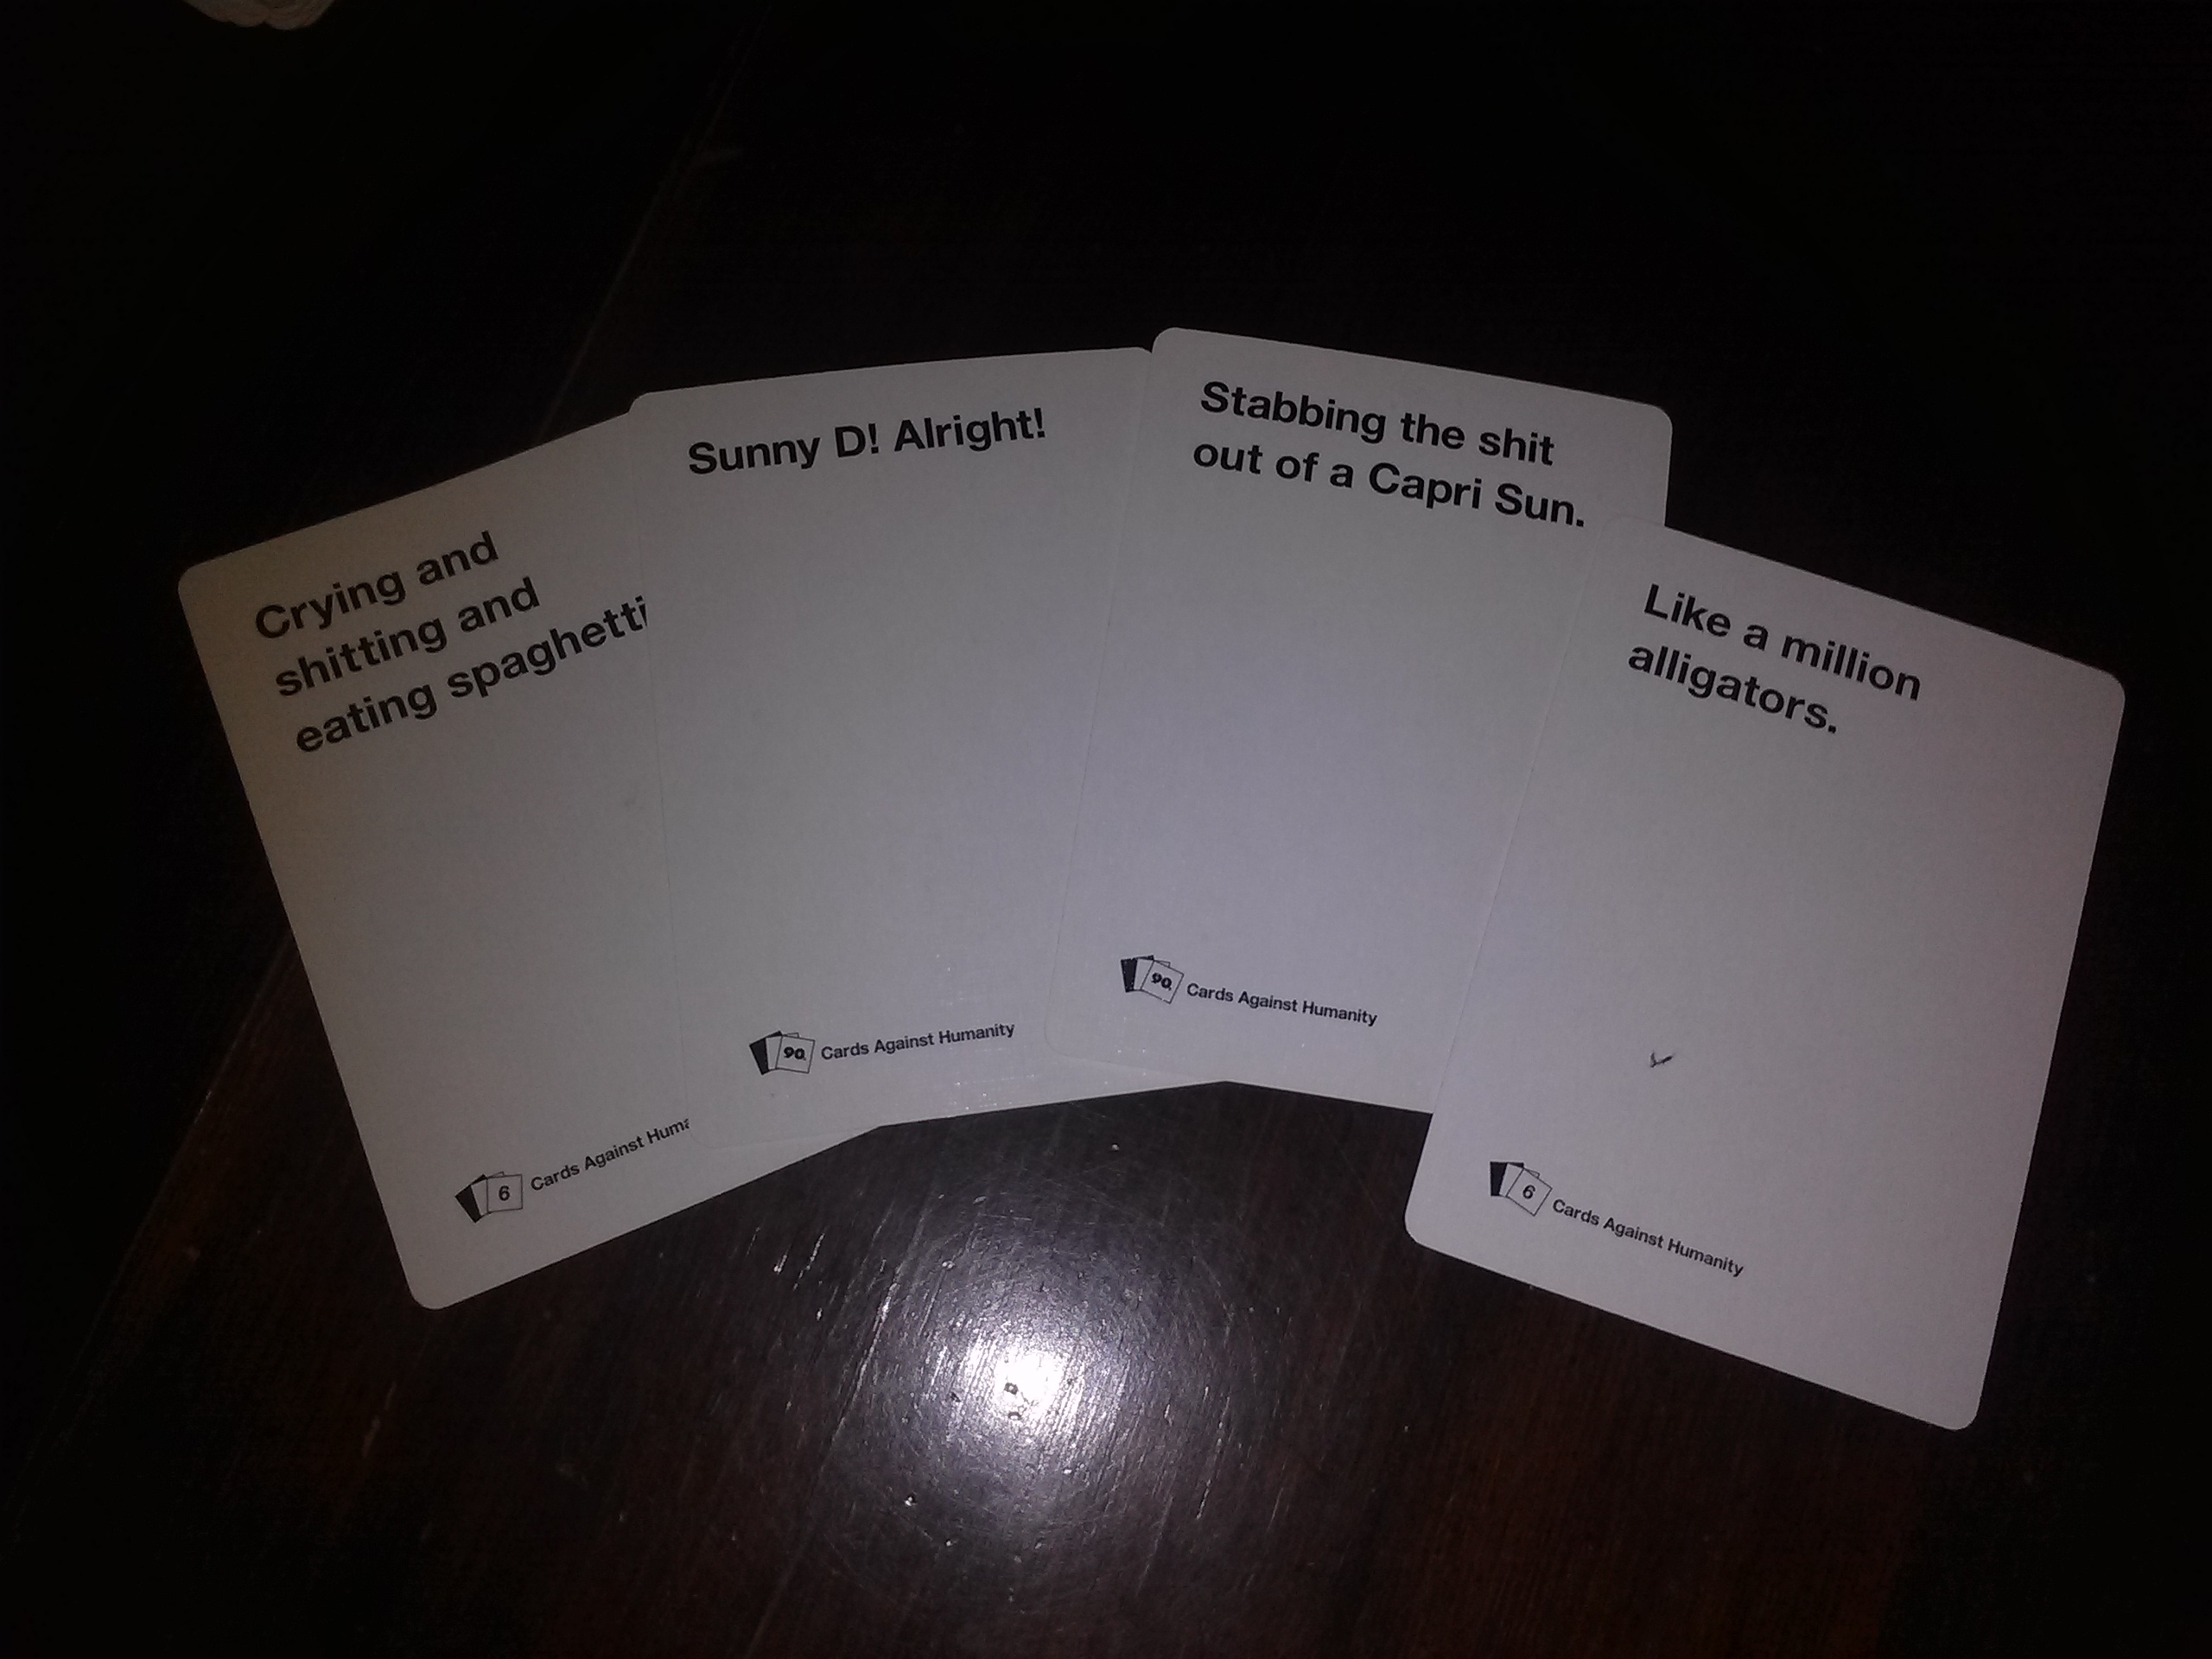 Crying and
shitting and
eating spaghetti
6 Cards Against Huma
Sunny D! Alright!
90. Cards Against Humanity
Stabbing the shit
out of a Capri Sun.
90. Cards Against Humanity
Like a million
alligators.
6 Cards Against Humanity